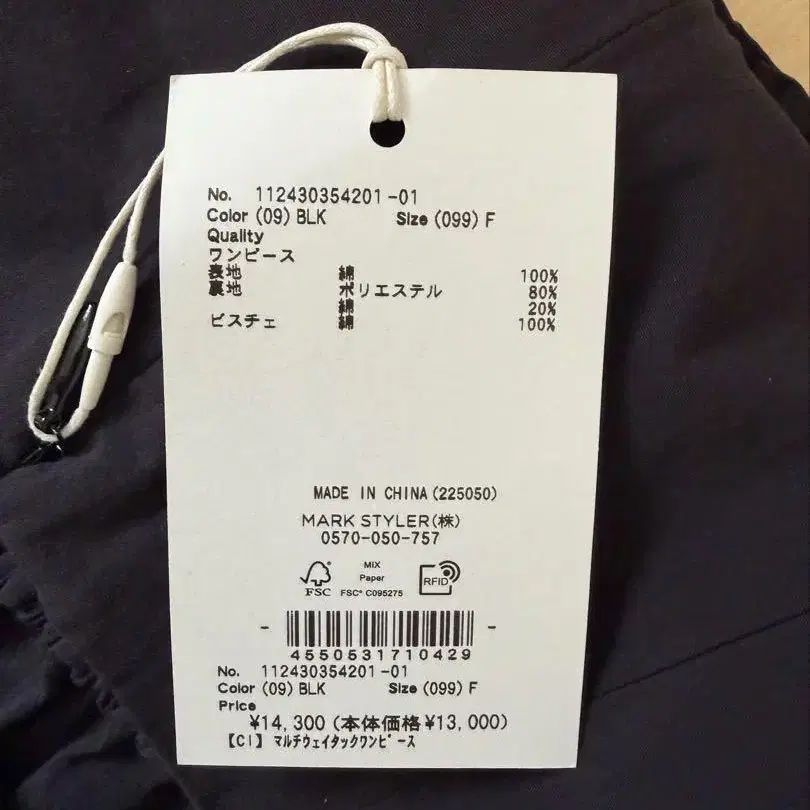 No. 112430354201-01
Color (09) BLK Size (099) F
Quality
ワンピース
表地 綿 100%
裏地 ポリエステル 80%
綿 20%
ビスチェ 綿 100%
MADE IN CHINA (225050)
MARK STYLER(株)
0570-050-757
FSC
MIX
Paper
FSC® C095275
RFID
- -
4550531710429
No. 112430354201-01
Color (09) BLK Size (099) F
Price
¥14,300 (本体価格¥13,000)
【CI】マルチウェイタックワンピース